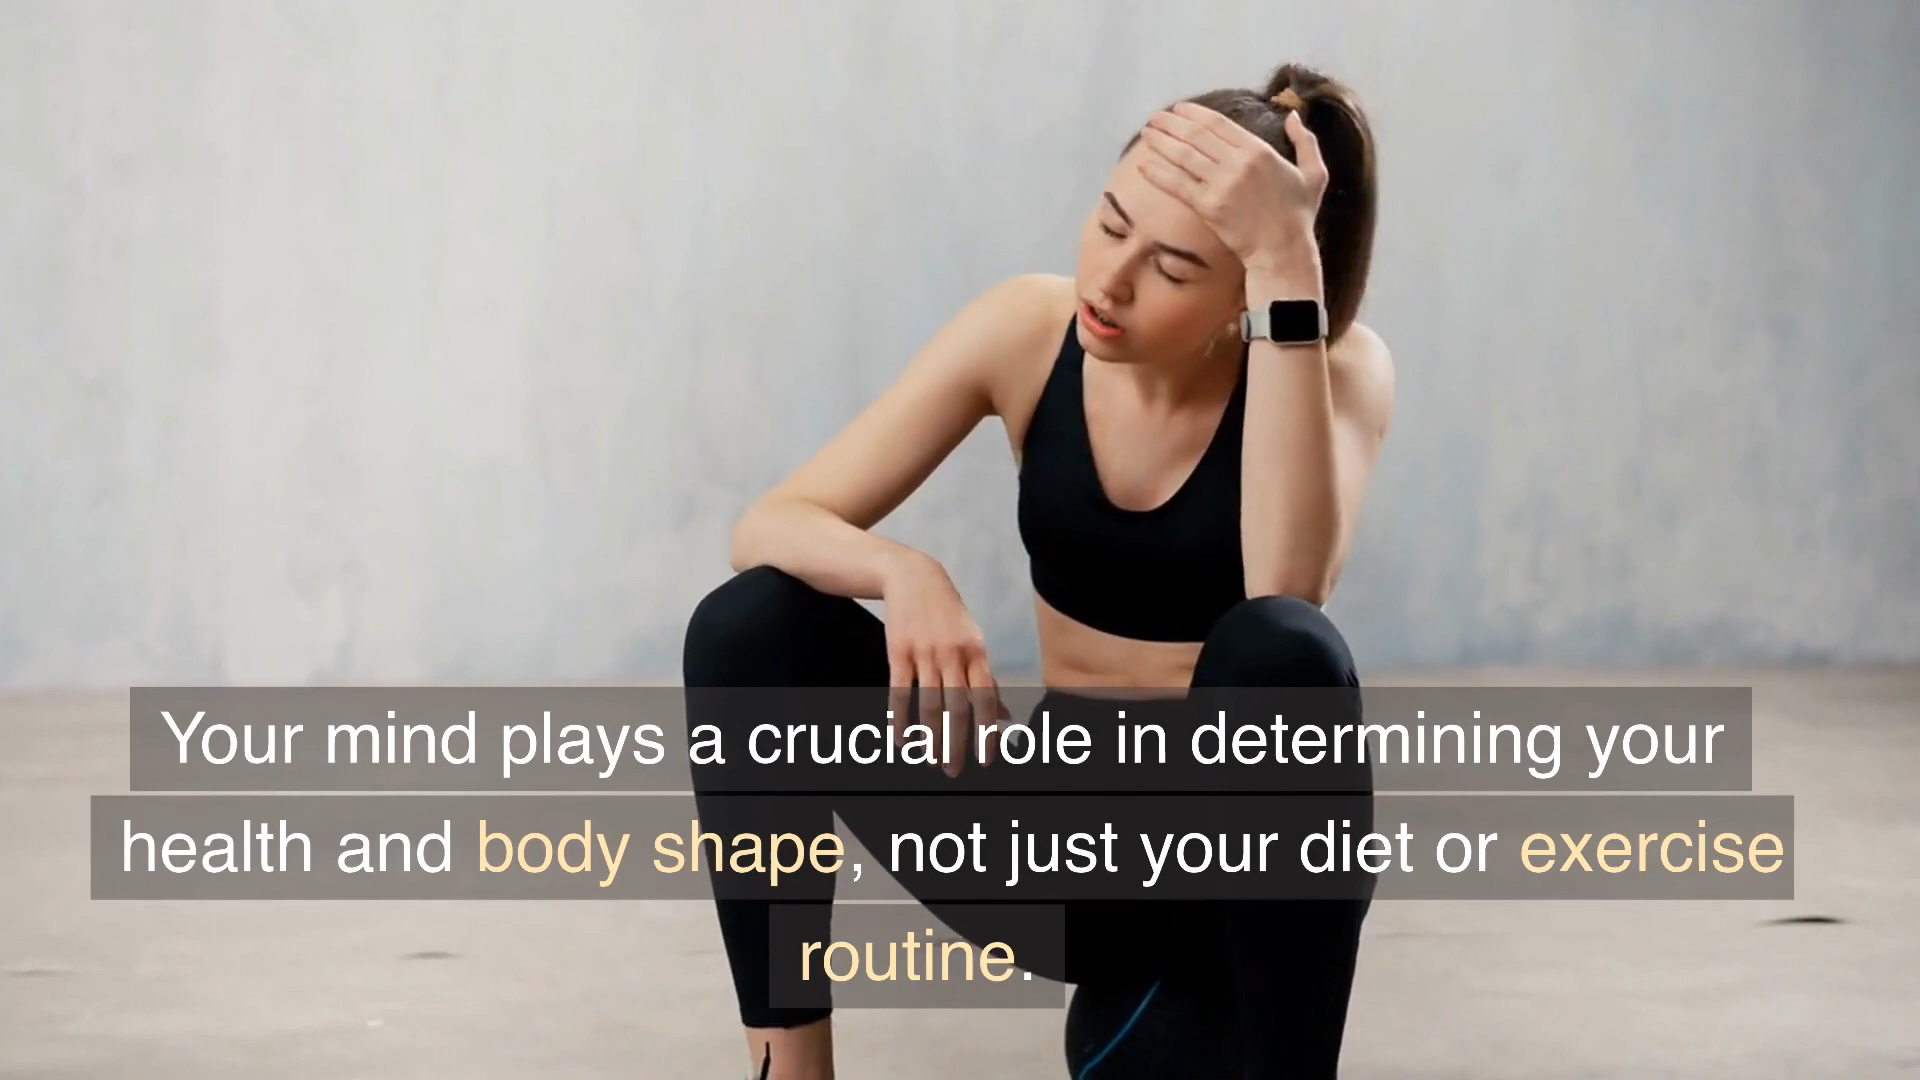 Your mind plays a crucial role in determining your
health and body shape, not just your diet or exercise
routine.